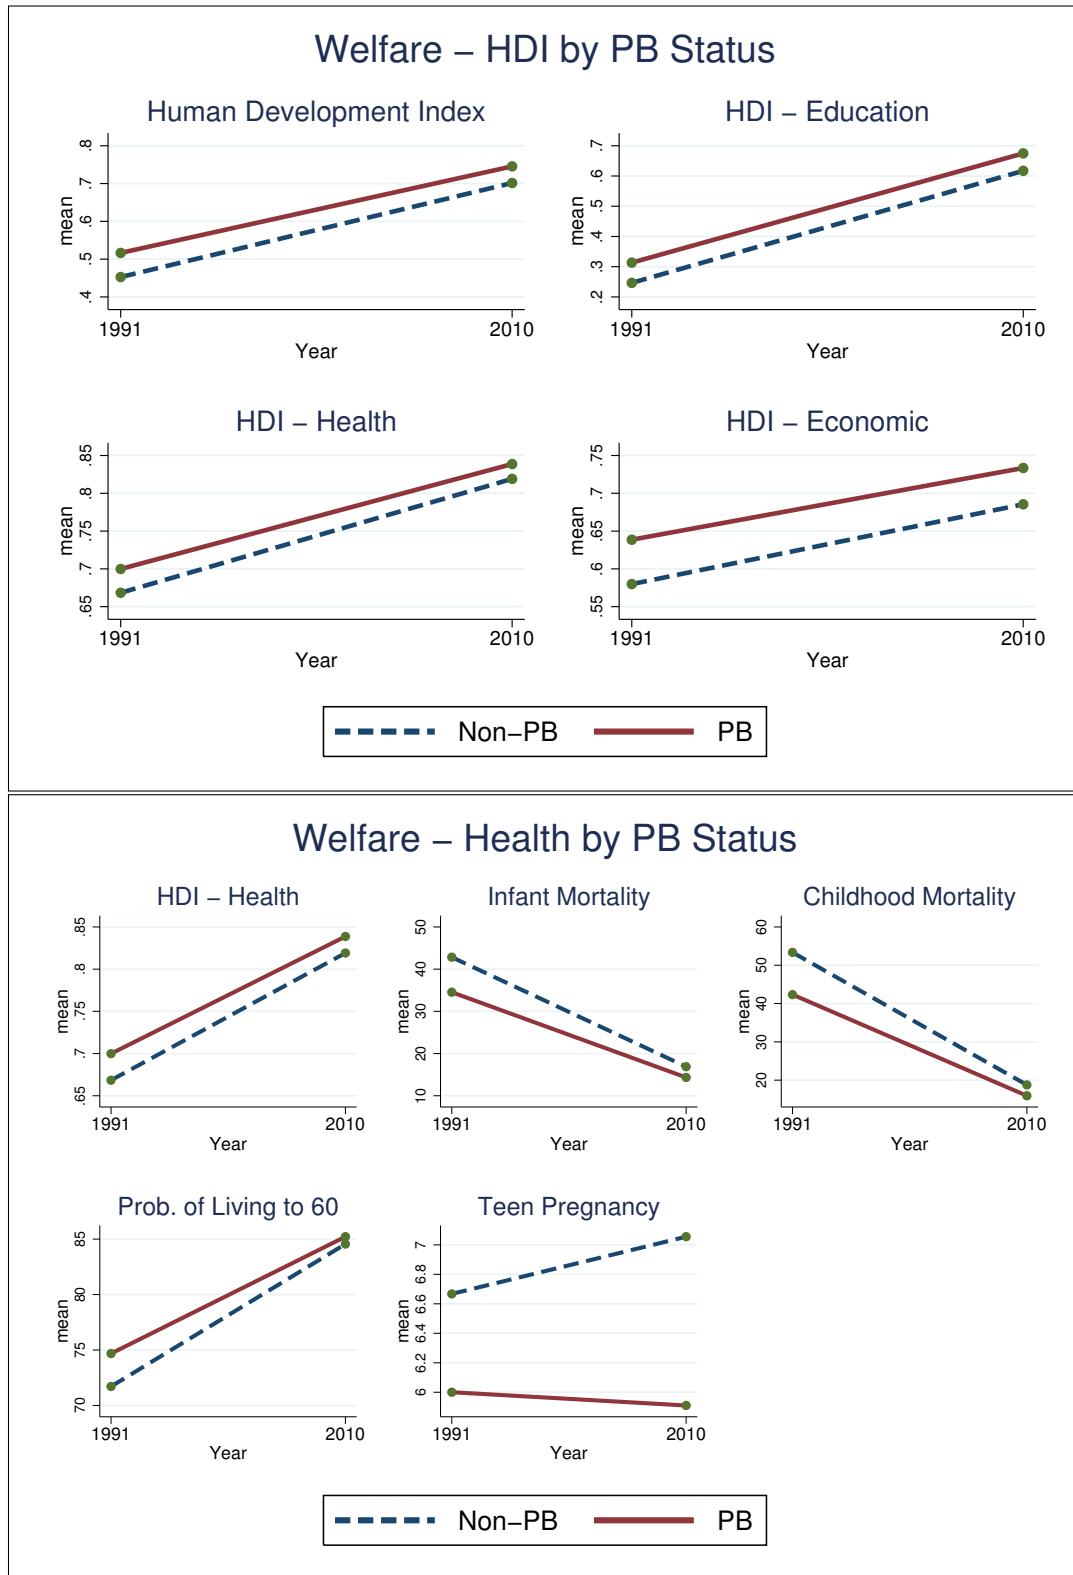 Welfare – HDI by PB Status
Human Development Index
mean
.4 .5 .6 .7 .8
1991 2010
Year
HDI – Education
mean
.2 .3 .4 .5 .6 .7
1991 2010
Year
HDI – Health
mean
.65 .7 .75 .8 .85
1991 2010
Year
HDI – Economic
mean
.55 .6 .65 .7 .75
1991 2010
Year
Non–PB PB
Welfare – Health by PB Status
HDI – Health
mean
.65 .7 .75 .8 .85
1991 2010
Year
Infant Mortality
mean
10 20 30 40 50
1991 2010
Year
Childhood Mortality
mean
20 30 40 50 60
1991 2010
Year
Prob. of Living to 60
mean
70 75 80 85
1991 2010
Year
Teen Pregnancy
mean
6 6.2 6.4 6.6 6.8 7
1991 2010
Year
Non–PB PB